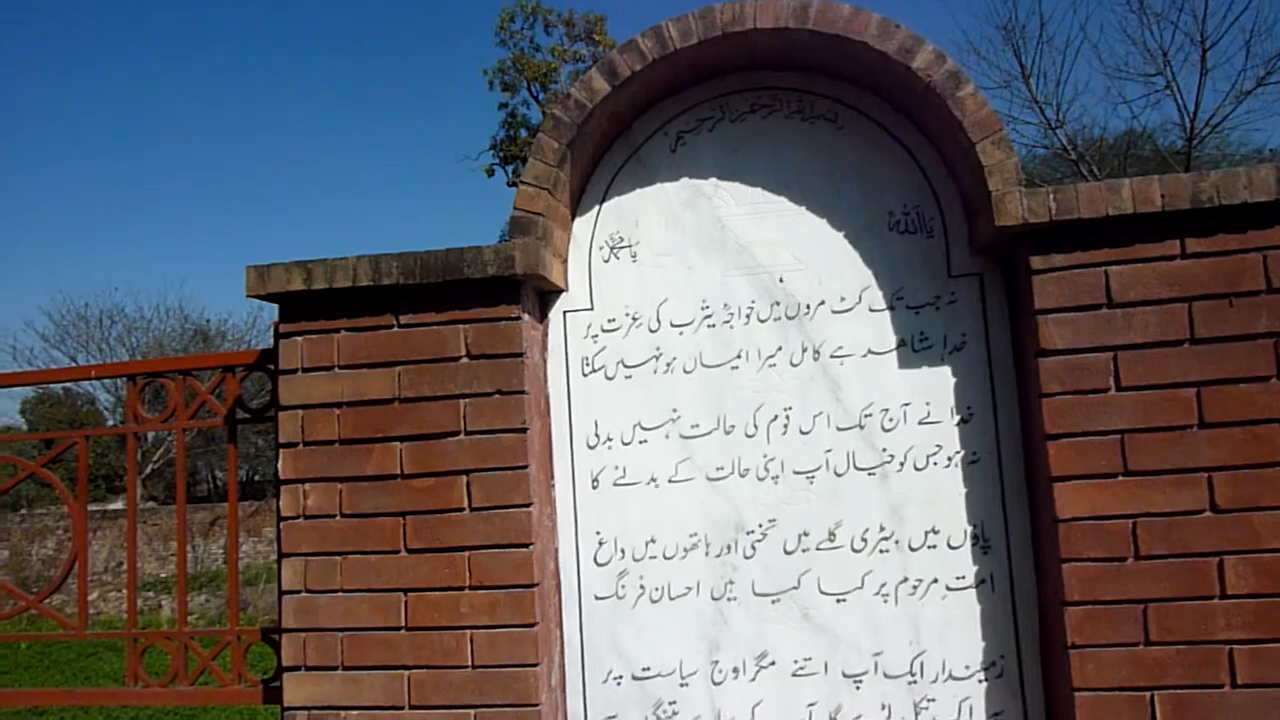 بسم اللہ الرحمن الرحیم
یا اللہ
یا محمد
نہ جب تک کٹ مروں میں خواجۂ یثرب کی عزت پر
خدا شاھد ہے کامل میرا ایماں ہو نہیں سکتا
خدا نے آج تک اس قوم کی حالت نہیں بدلی
نہ ہو جس کو خیال آپ اپنی حالت کے بدلنے کا
پاؤں میں بیڑی گلے میں تختی اور ہاتھوں میں داغ
امتِ مرحوم پر کیا کیا ہیں احسان فرنگ
زمیندار ایک آپ اتنے مگر اوج سیاست پر